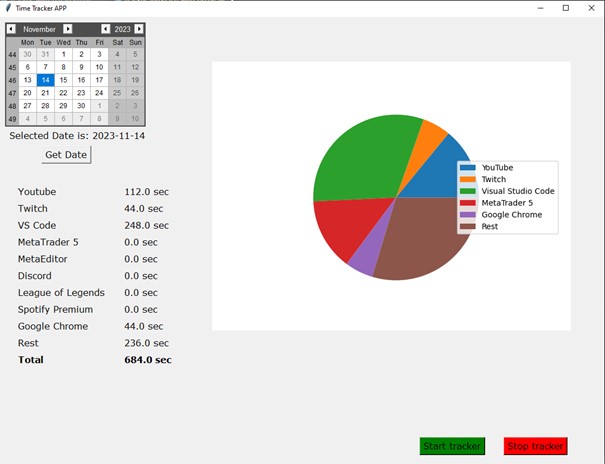 Time Tracker APP
November 2023
Mon Tue Wed Thu Fri Sat Sun
44 30 31 1 2 3 4 5
45 6 7 8 9 10 11 12
46 13 14 15 16 17 18 19
47 20 21 22 23 24 25 26
48 27 28 29 30 1 2 3
49 4 5 6 7 8 9 10
Selected Date is: 2023-11-14
Get Date
Youtube 112.0 sec
Twitch 44.0 sec
VS Code 248.0 sec
MetaTrader 5 0.0 sec
MetaEditor 0.0 sec
Discord 0.0 sec
League of Legends 0.0 sec
Spotify Premium 0.0 sec
Google Chrome 44.0 sec
Rest 236.0 sec
Total 684.0 sec
YouTube
Twitch
Visual Studio Code
MetaTrader 5
Google Chrome
Rest
Start tracker
Stop tracker